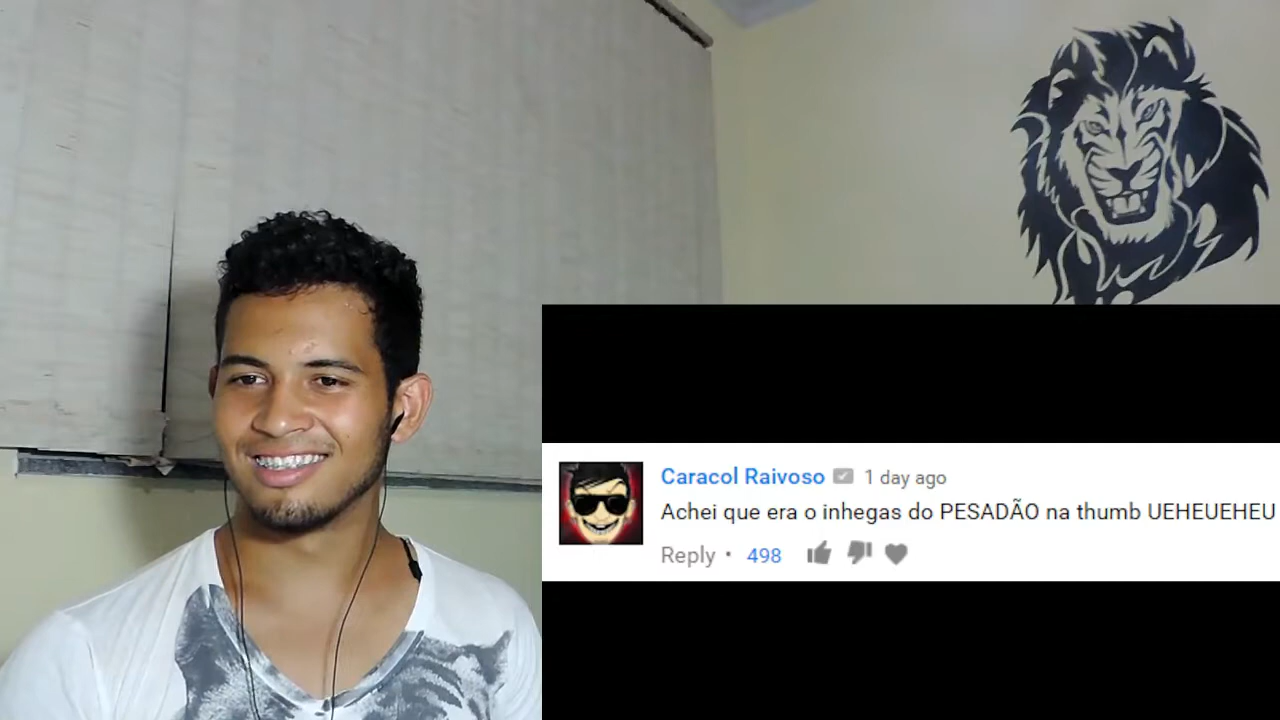 Caracol Raivoso 1 day ago
Achei que era o inhegas do PESADÃO na thumb UEHEUEHEU
Reply • 498